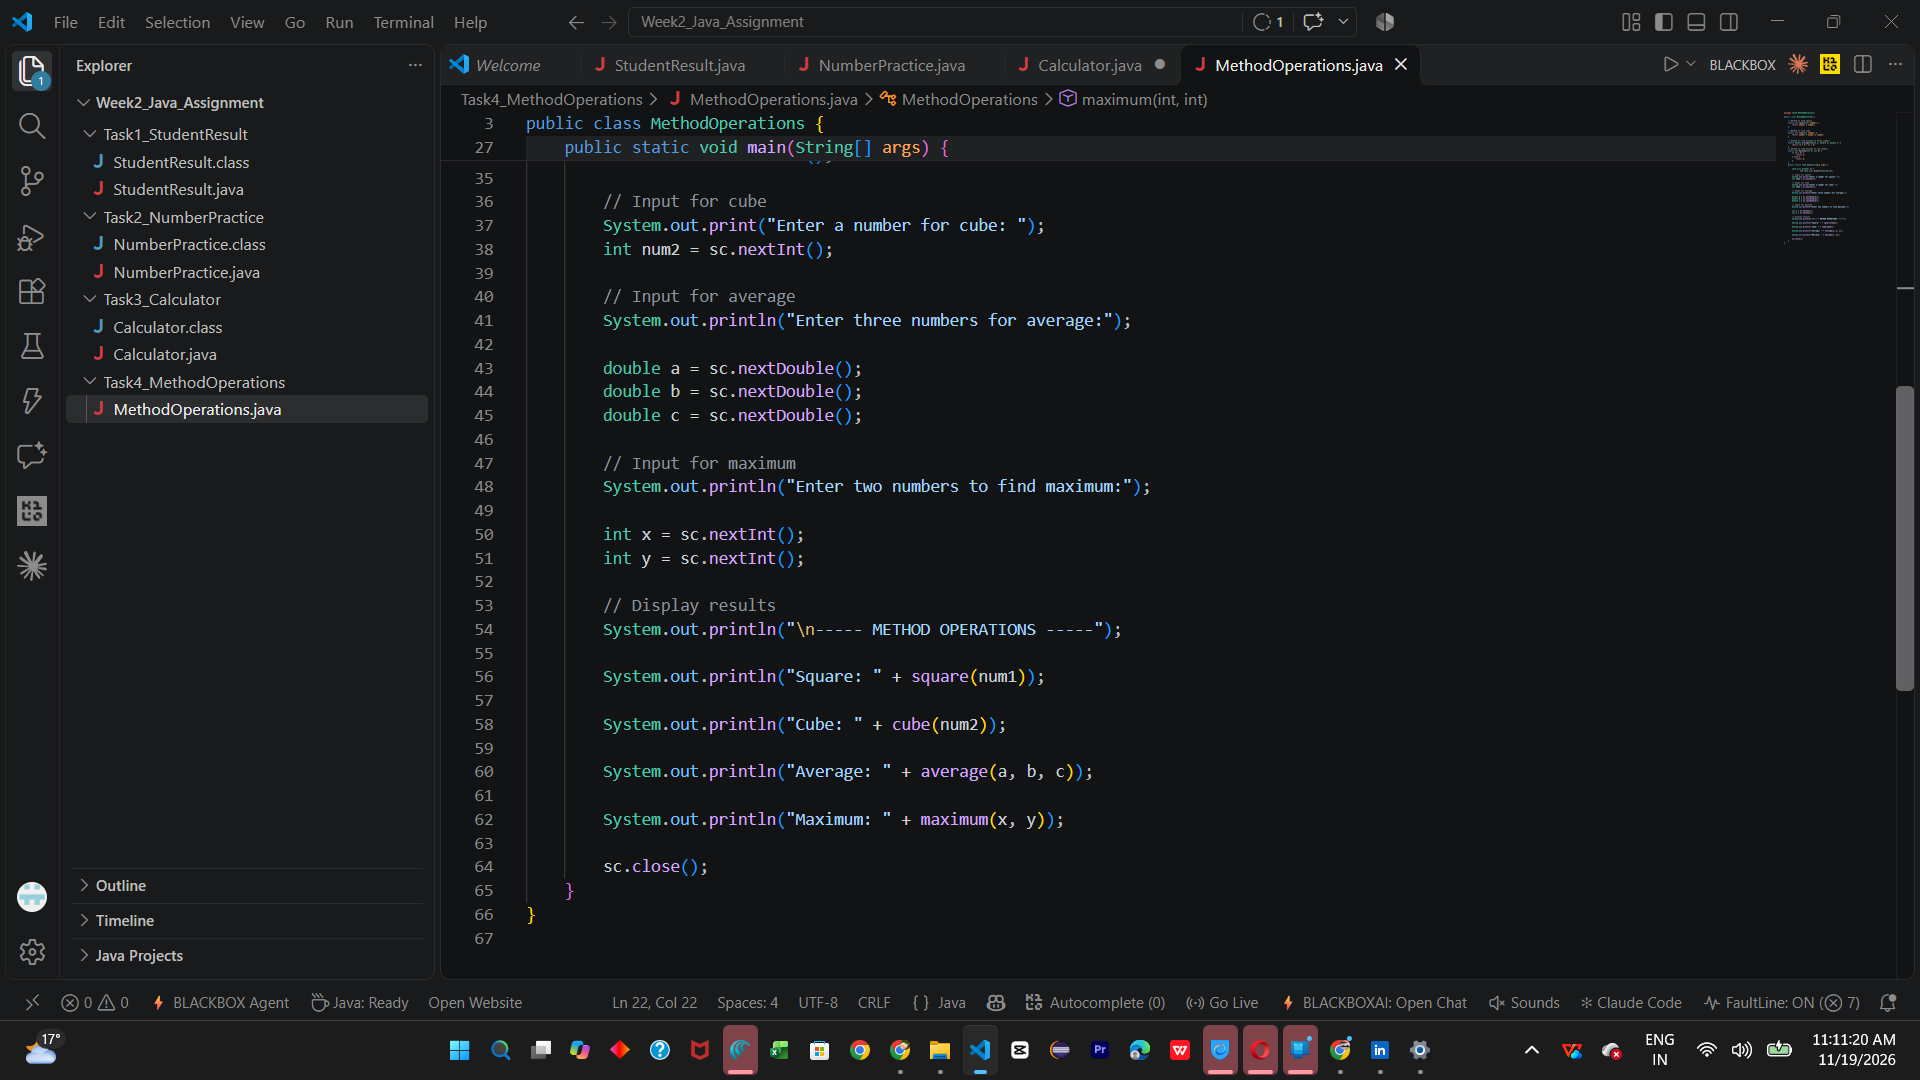 File Edit Selection View Go Run Terminal Help
Week2_Java_Assignment
1
Explorer
Welcome
StudentResult.java
NumberPractice.java
Calculator.java
MethodOperations.java
BLACKBOX
Task4_MethodOperations > MethodOperations.java > MethodOperations > maximum(int, int)
1
Week2_Java_Assignment
Task1_StudentResult
StudentResult.class
StudentResult.java
Task2_NumberPractice
NumberPractice.class
NumberPractice.java
Task3_Calculator
Calculator.class
Calculator.java
Task4_MethodOperations
MethodOperations.java
Outline
Timeline
Java Projects
3 public class MethodOperations {
27 public static void main(String[] args) {
35
36 // Input for cube
37 System.out.print("Enter a number for cube: ");
38 int num2 = sc.nextInt();
39
40 // Input for average
41 System.out.println("Enter three numbers for average:");
42
43 double a = sc.nextDouble();
44 double b = sc.nextDouble();
45 double c = sc.nextDouble();
46
47 // Input for maximum
48 System.out.println("Enter two numbers to find maximum:");
49
50 int x = sc.nextInt();
51 int y = sc.nextInt();
52
53 // Display results
54 System.out.println("\n----- METHOD OPERATIONS -----");
55
56 System.out.println("Square: " + square(num1));
57
58 System.out.println("Cube: " + cube(num2));
59
60 System.out.println("Average: " + average(a, b, c));
61
62 System.out.println("Maximum: " + maximum(x, y));
63
64 sc.close();
65 }
66 }
67
0 0 BLACKBOX Agent Java: Ready Open Website Ln 22, Col 22 Spaces: 4 UTF-8 CRLF { } Java Autocomplete (0) Go Live BLACKBOXAI: Open Chat Sounds Claude Code FaultLine: ON ( 7)
17°
ENG
IN
11:11:20 AM
11/19/2026